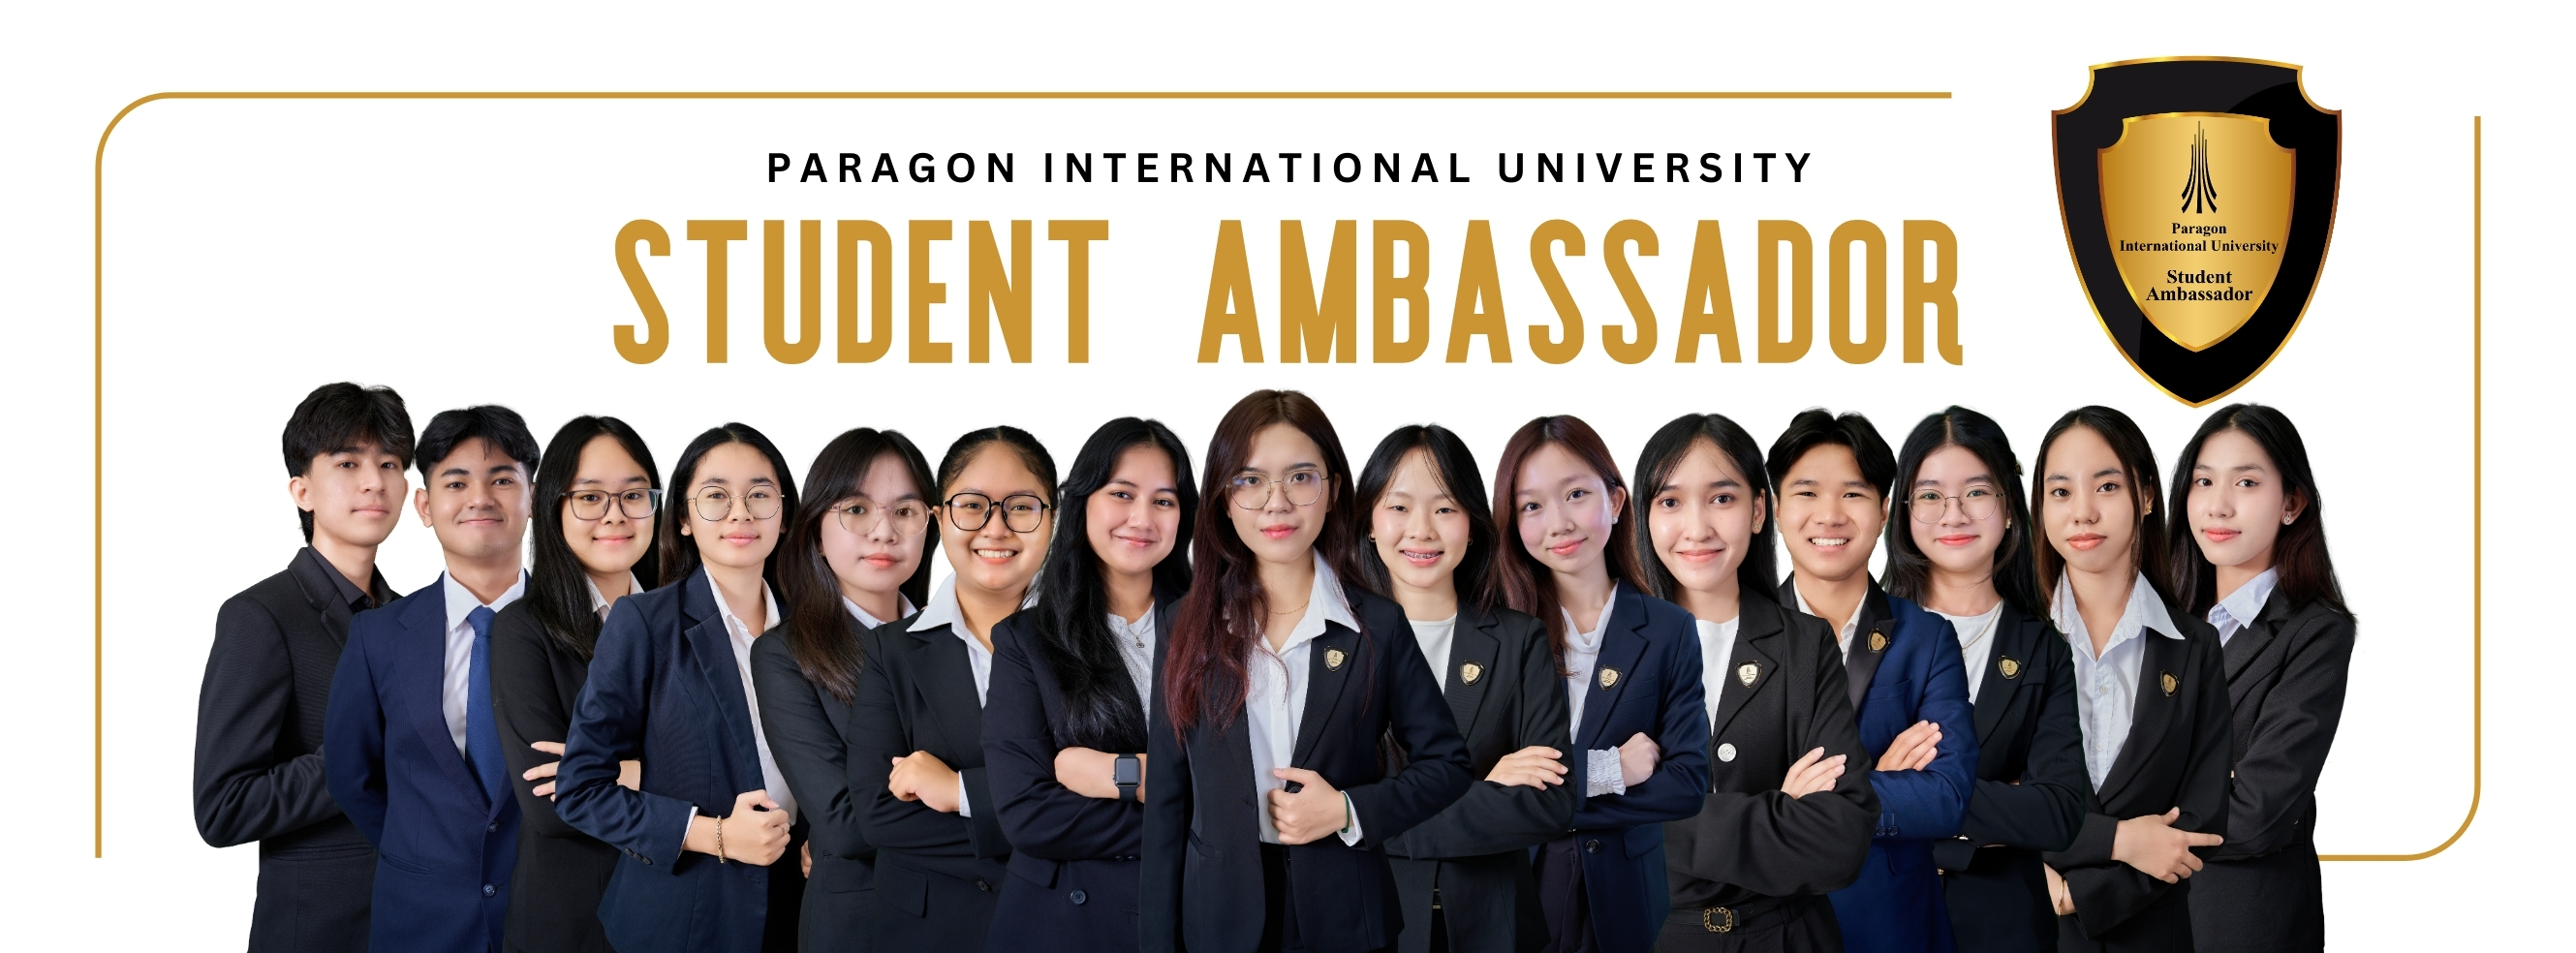 PARAGON INTERNATIONAL UNIVERSITY
STUDENT AMBASSADOR
Paragon
International University
Student
Ambassador